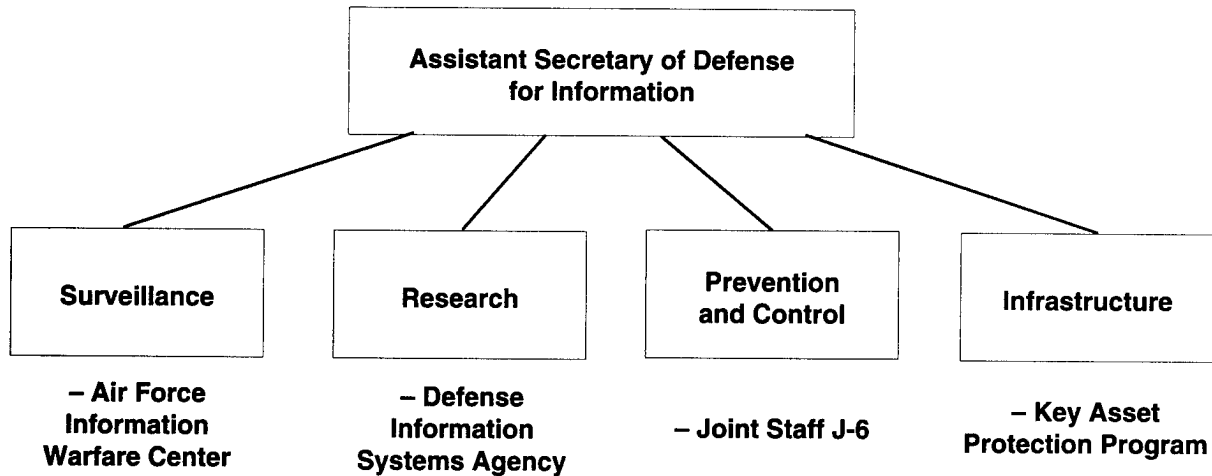 Assistant Secretary of Defense
for Information
Surveillance
Research
Prevention
and Control
Infrastructure
– Air Force
Information
Warfare Center
– Defense
Information
Systems Agency
– Joint Staff J-6
– Key Asset
Protection Program